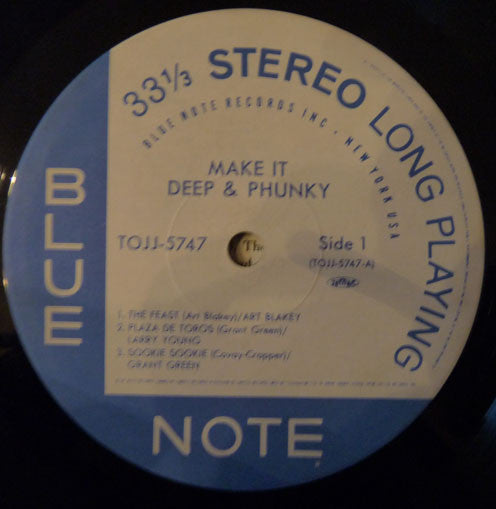 33⅓ STEREO LONG PLAYING
BLUE NOTE RECORDS INC. · NEW YORK USA
MAKE IT
DEEP & PHUNKY
TOJJ-5747
The
Side 1
(TOJJ-5747-A)
1. THE FEAST (Art Blakey)/ART BLAKEY
2. PLAZA DE TOROS (Grant Green)/
LARRY YOUNG
3. SOOKIE SOOKIE (Covay-Cropper)/
GRANT GREEN
BLUE
NOTE